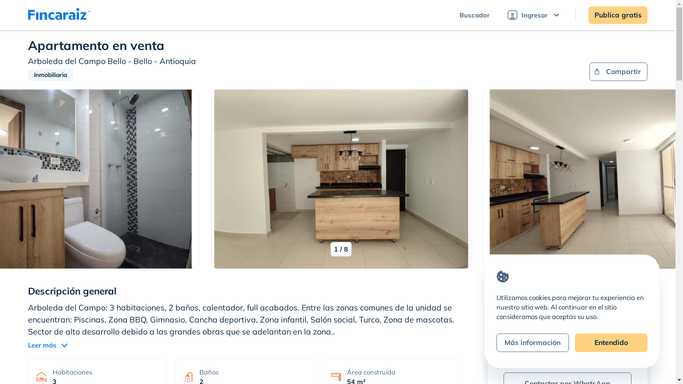 Fincaraiz
Buscador
Ingresar
Publica gratis
Apartamento en venta
Arboleda del Campo Bello - Bello - Antioquia
Inmobiliaria
Compartir
1 / 8
Descripción general
Arboleda del Campo: 3 habitaciones, 2 baños, calentador, full acabados. Entre las zonas comunes de la unidad se
encuentran: Piscinas, Zona BBQ, Gimnasio, Cancha deportiva, Zona infantil, Salón social, Turco, Zona de mascotas.
Sector de alto desarrollo debido a las grandes obras que se adelantan en la zona..
Leer más
Utilizamos cookies para mejorar tu experiencia en
nuestro sitio web. Al continuar en el sitio
consideramos que aceptas su uso.
Más información
Entendido
Habitaciones
3
Baños
2
Área construida
54 m²
Contactar por WhatsApp